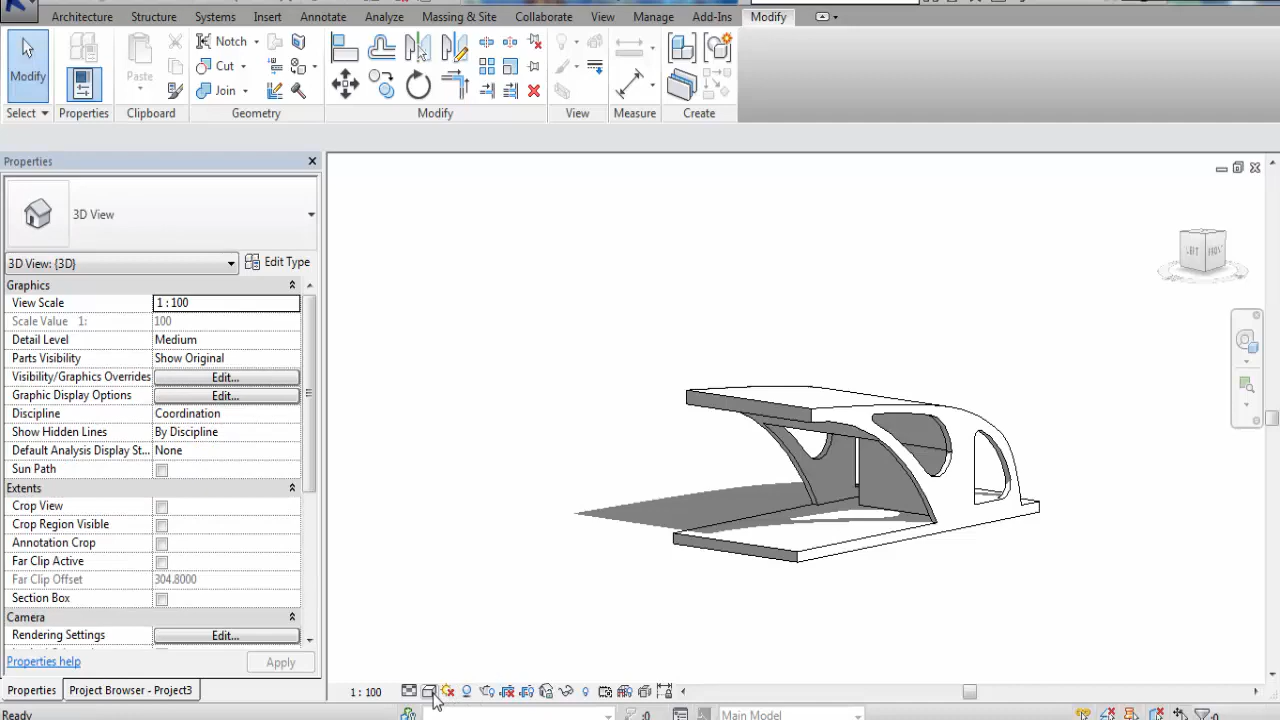 Architecture Structure Systems Insert Annotate Analyze Massing & Site Collaborate View Manage Add-Ins Modify
Modify
Select
Properties
Paste
Clipboard
Notch
Cut
Join
Geometry
Modify
View
Measure
Create
Properties
3D View
3D View: {3D} Edit Type
Graphics
View Scale 1 : 100
Scale Value 1: 100
Detail Level Medium
Parts Visibility Show Original
Visibility/Graphics Overrides Edit...
Graphic Display Options Edit...
Discipline Coordination
Show Hidden Lines By Discipline
Default Analysis Display St... None
Sun Path
Extents
Crop View
Crop Region Visible
Annotation Crop
Far Clip Active
Far Clip Offset 304.8000
Section Box
Camera
Rendering Settings Edit...
Properties help Apply
Properties Project Browser - Project3
1 : 100
Ready
:0
Main Model
LEFT FRONT